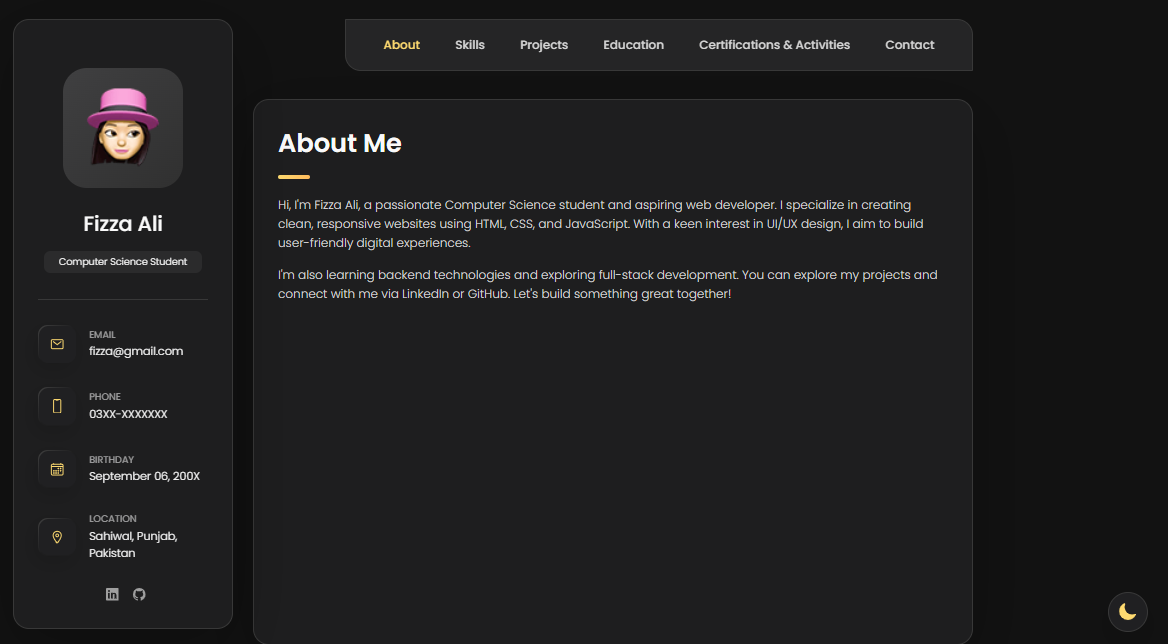 About Skills Projects Education Certifications & Activities Contact
Fizza Ali
Computer Science Student
EMAIL
fizza@gmail.com
PHONE
03XX-XXXXXXX
BIRTHDAY
September 06, 200X
LOCATION
Sahiwal, Punjab,
Pakistan
in
About Me
Hi, I'm Fizza Ali, a passionate Computer Science student and aspiring web developer. I specialize in creating
clean, responsive websites using HTML, CSS, and JavaScript. With a keen interest in UI/UX design, I aim to build
user-friendly digital experiences.
I'm also learning backend technologies and exploring full-stack development. You can explore my projects and
connect with me via LinkedIn or GitHub. Let's build something great together!